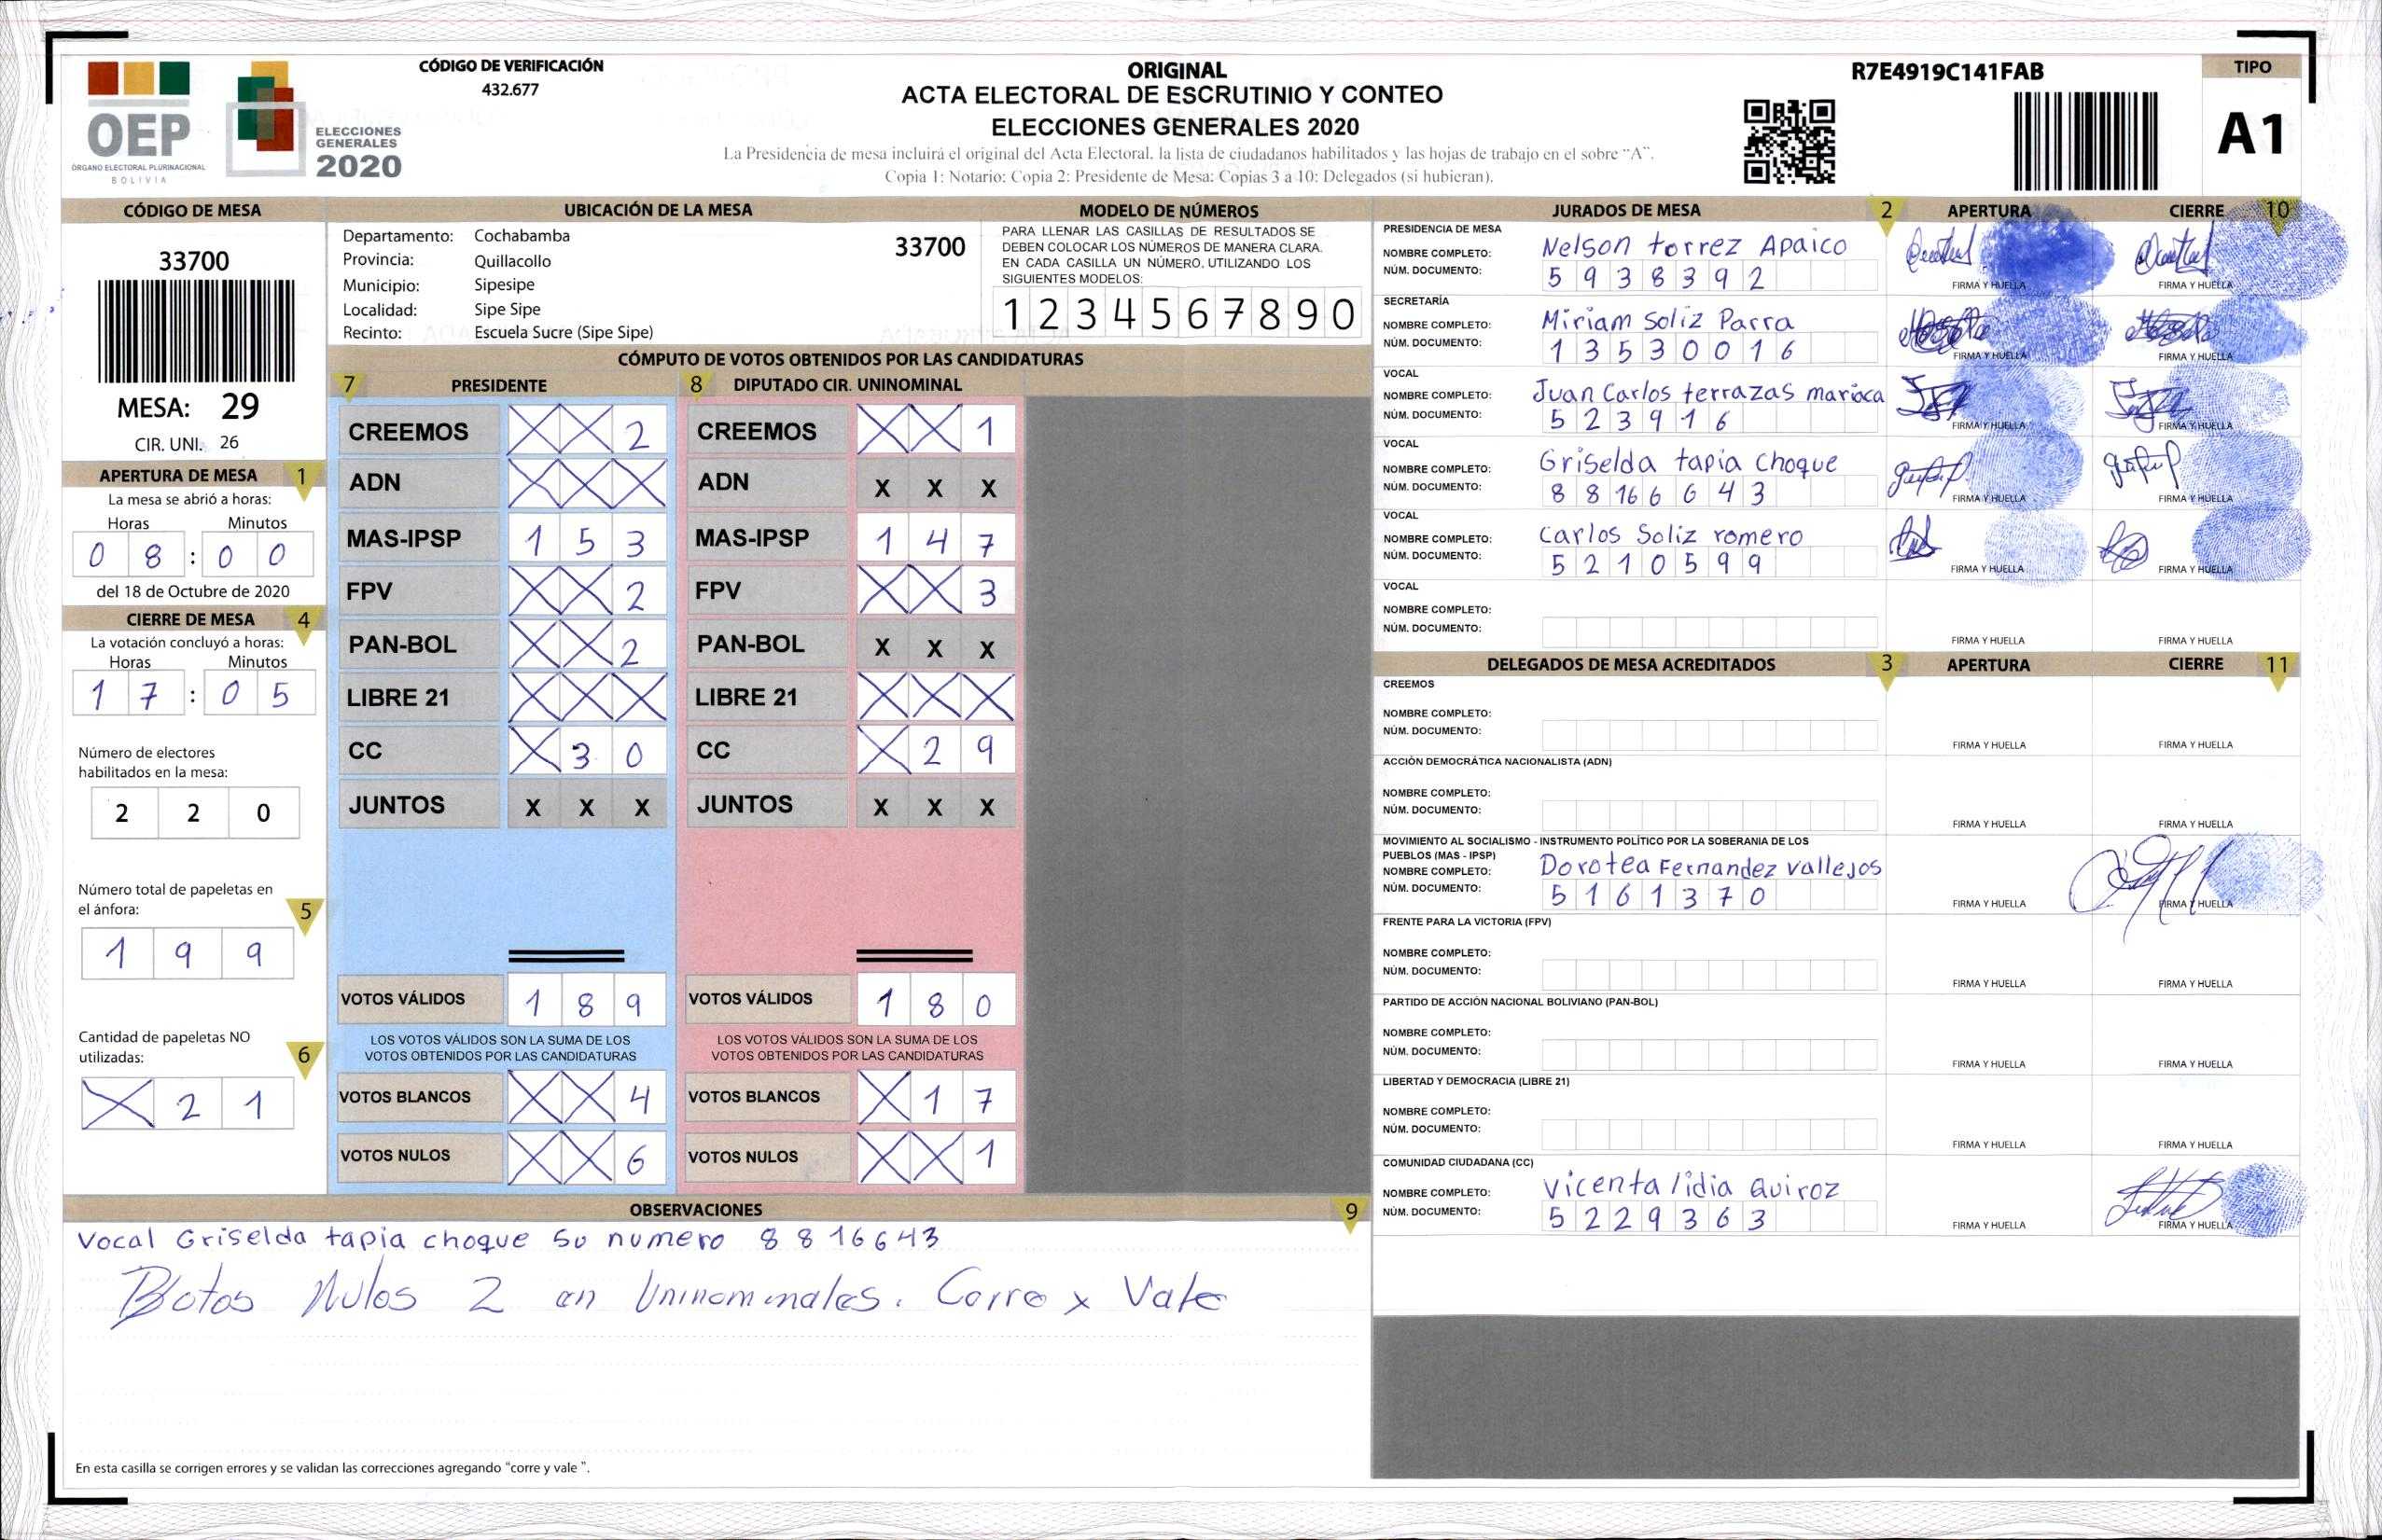 OEP
ÓRGANO ELECTORAL PLURINACIONAL
BOLIVIA
ELECCIONES
GENERALES
2020
CÓDIGO DE VERIFICACIÓN
432.677
ORIGINAL
ACTA ELECTORAL DE ESCRUTINIO Y CONTEO
ELECCIONES GENERALES 2020
La Presidencia de mesa incluirá el original del Acta Electoral, la lista de ciudadanos habilitados y las hojas de trabajo en el sobre "A".
Copia 1: Notario: Copia 2: Presidente de Mesa: Copias 3 a 10: Delegados (si hubieran).
R7E4919C141FAB
TIPO
A1
CÓDIGO DE MESA
33700
MESA: 29
CIR. UNI. 26
APERTURA DE MESA 1
La mesa se abrió a horas:
Horas Minutos
0 8 : 0 0
del 18 de Octubre de 2020
CIERRE DE MESA 4
La votación concluyó a horas:
Horas Minutos
1 7 : 0 5
Número de electores
habilitados en la mesa:
2 2 0
Número total de papeletas en
el ánfora: 5
1 9 9
Cantidad de papeletas NO
utilizadas: 6
X 2 1
UBICACIÓN DE LA MESA
Departamento: Cochabamba 33700
Provincia: Quillacollo
Municipio: Sipesipe
Localidad: Sipe Sipe
Recinto: Escuela Sucre (Sipe Sipe)
MODELO DE NÚMEROS
PARA LLENAR LAS CASILLAS DE RESULTADOS SE
DEBEN COLOCAR LOS NÚMEROS DE MANERA CLARA.
EN CADA CASILLA UN NÚMERO, UTILIZANDO LOS
SIGUIENTES MODELOS:
1 2 3 4 5 6 7 8 9 0
CÓMPUTO DE VOTOS OBTENIDOS POR LAS CANDIDATURAS
7 PRESIDENTE
CREEMOS X X 2
ADN X X X
MAS-IPSP 1 5 3
FPV X X 2
PAN-BOL X X 2
LIBRE 21 X X X
CC X 3 0
JUNTOS X X X
VOTOS VÁLIDOS 1 8 9
LOS VOTOS VÁLIDOS SON LA SUMA DE LOS
VOTOS OBTENIDOS POR LAS CANDIDATURAS
VOTOS BLANCOS X X 4
VOTOS NULOS X X 6
8 DIPUTADO CIR. UNINOMINAL
CREEMOS X X 1
ADN X X X
MAS-IPSP 1 4 7
FPV X X 3
PAN-BOL X X X
LIBRE 21 X X X
CC X 2 9
JUNTOS X X X
VOTOS VÁLIDOS 1 8 0
LOS VOTOS VÁLIDOS SON LA SUMA DE LOS
VOTOS OBTENIDOS POR LAS CANDIDATURAS
VOTOS BLANCOS X 1 7
VOTOS NULOS X X 1
OBSERVACIONES 9
Vocal Griselda tapia choque Su numero 8 8 16 6 43
Botos Nulos 2 en Uninominales. Corre x Vale
En esta casilla se corrigen errores y se validan las correcciones agregando "corre y vale ".
JURADOS DE MESA 2 APERTURA CIERRE 10
PRESIDENCIA DE MESA
NOMBRE COMPLETO: Nelson torrez Apaico
NÚM. DOCUMENTO: 5 9 3 8 3 9 2
FIRMA Y HUELLA FIRMA Y HUELLA
SECRETARÍA
NOMBRE COMPLETO: Miriam Soliz Parra
NÚM. DOCUMENTO: 1 3 5 3 0 0 1 6
FIRMA Y HUELLA FIRMA Y HUELLA
VOCAL
NOMBRE COMPLETO: Juan Carlos terrazas marioca
NÚM. DOCUMENTO: 5 2 3 9 1 6
FIRMA Y HUELLA FIRMA Y HUELLA
VOCAL
NOMBRE COMPLETO: Griselda tapia choque
NÚM. DOCUMENTO: 8 8 16 6 6 4 3
FIRMA Y HUELLA FIRMA Y HUELLA
VOCAL
NOMBRE COMPLETO: Carlos Soliz romero
NÚM. DOCUMENTO: 5 2 1 0 5 9 9
FIRMA Y HUELLA FIRMA Y HUELLA
VOCAL
NOMBRE COMPLETO:
NÚM. DOCUMENTO:
FIRMA Y HUELLA FIRMA Y HUELLA
DELEGADOS DE MESA ACREDITADOS 3 APERTURA CIERRE 11
CREEMOS
NOMBRE COMPLETO:
NÚM. DOCUMENTO:
FIRMA Y HUELLA FIRMA Y HUELLA
ACCIÓN DEMOCRÁTICA NACIONALISTA (ADN)
NOMBRE COMPLETO:
NÚM. DOCUMENTO:
FIRMA Y HUELLA FIRMA Y HUELLA
MOVIMIENTO AL SOCIALISMO - INSTRUMENTO POLÍTICO POR LA SOBERANIA DE LOS
PUEBLOS (MAS - IPSP)
NOMBRE COMPLETO: Dorotea Fernandez vallejos
NÚM. DOCUMENTO: 5 1 6 1 3 7 0
FIRMA Y HUELLA FIRMA Y HUELLA
FRENTE PARA LA VICTORIA (FPV)
NOMBRE COMPLETO:
NÚM. DOCUMENTO:
FIRMA Y HUELLA FIRMA Y HUELLA
PARTIDO DE ACCIÓN NACIONAL BOLIVIANO (PAN-BOL)
NOMBRE COMPLETO:
NÚM. DOCUMENTO:
FIRMA Y HUELLA FIRMA Y HUELLA
LIBERTAD Y DEMOCRACIA (LIBRE 21)
NOMBRE COMPLETO:
NÚM. DOCUMENTO:
FIRMA Y HUELLA FIRMA Y HUELLA
COMUNIDAD CIUDADANA (CC)
NOMBRE COMPLETO: Vicenta lidia Quiroz
NÚM. DOCUMENTO: 5 2 2 9 3 6 3
FIRMA Y HUELLA FIRMA Y HUELLA